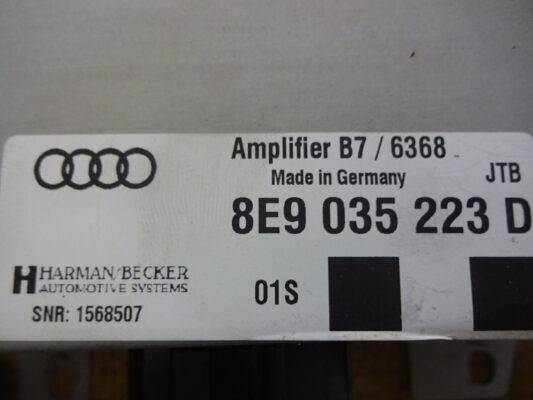 Amplifier B7 / 6368
Made in Germany
JTB
8E9 035 223 D
HARMAN/BECKER
AUTOMOTIVE SYSTEMS
01S
SNR: 1568507